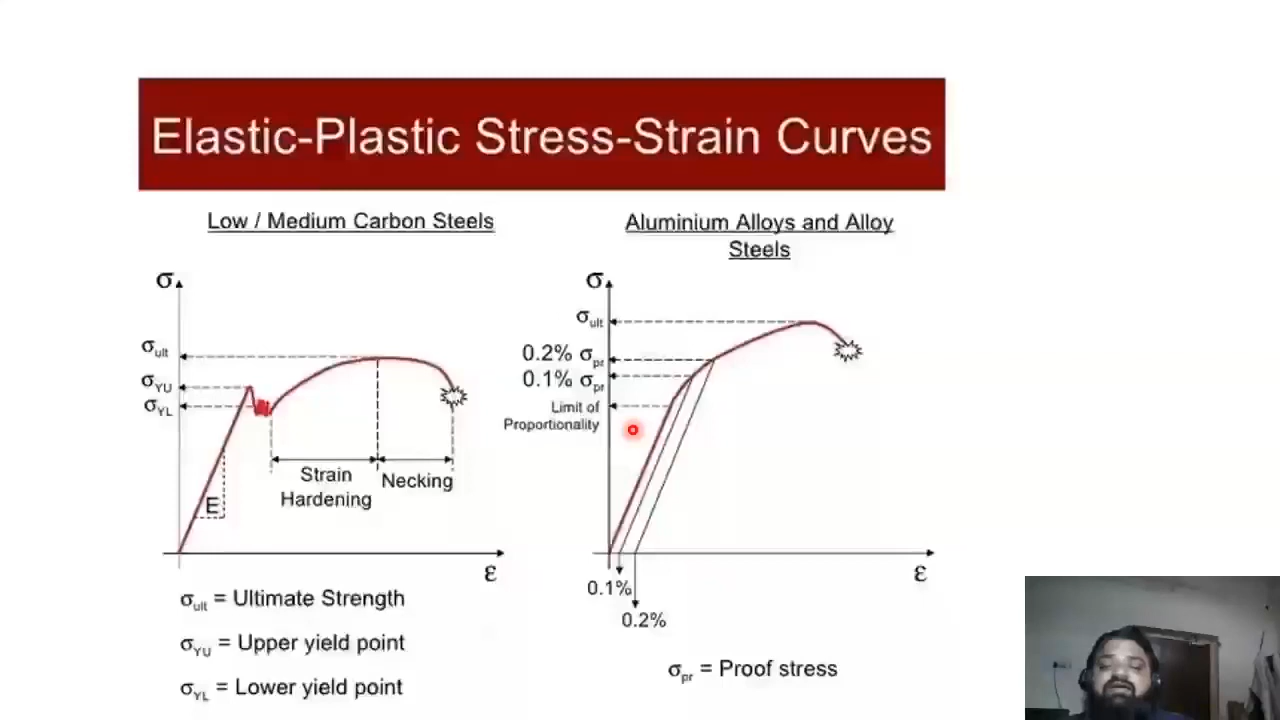 Elastic-Plastic Stress-Strain Curves
Low / Medium Carbon Steels
σ
σult
σYU
σYL
E
Strain
Hardening
Necking
ε
σult = Ultimate Strength
σYU = Upper yield point
σYL = Lower yield point
Aluminium Alloys and Alloy
Steels
σ
σult
0.2% σpr
0.1% σpr
Limit of
Proportionality
0.1%
0.2%
ε
σpr = Proof stress